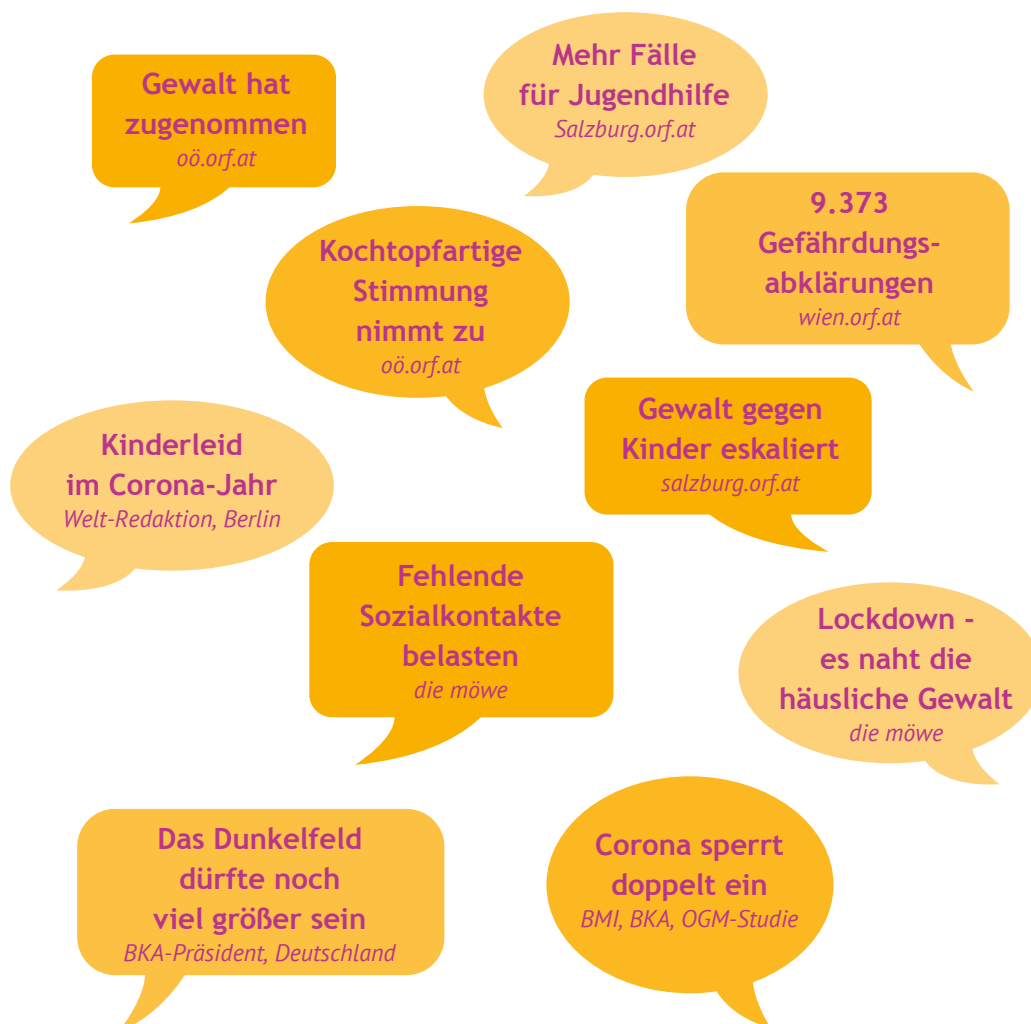 Gewalt hat
zugenommen
oö.orf.at
Mehr Fälle
für Jugendhilfe
Salzburg.orf.at
9.373
Gefährdungs-
abklärungen
wien.orf.at
Kochtopfartige
Stimmung
nimmt zu
oö.orf.at
Gewalt gegen
Kinder eskaliert
salzburg.orf.at
Kinderleid
im Corona-Jahr
Welt-Redaktion, Berlin
Fehlende
Sozialkontakte
belasten
die möwe
Lockdown -
es naht die
häusliche Gewalt
die möwe
Das Dunkelfeld
dürfte noch
viel größer sein
BKA-Präsident, Deutschland
Corona sperrt
doppelt ein
BMI, BKA, OGM-Studie